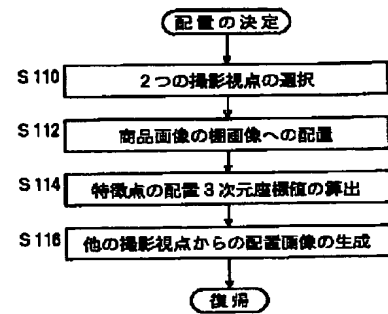 配置の決定
S110 2つの撮影視点の選択
S112 商品画像の棚画像への配置
S114 特徴点の配置3次元座標値の算出
S116 他の撮影視点からの配置画像の生成
復帰